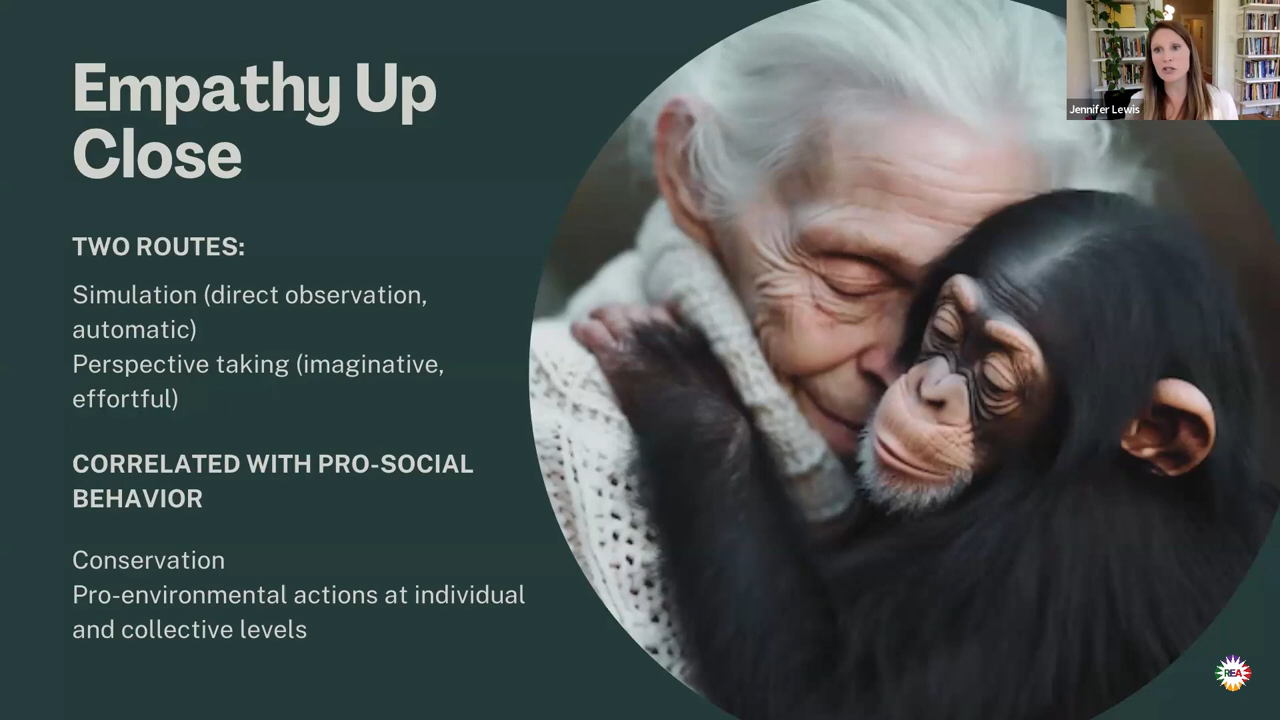 Empathy Up
Close
TWO ROUTES:
Simulation (direct observation,
automatic)
Perspective taking (imaginative,
effortful)
CORRELATED WITH PRO-SOCIAL
BEHAVIOR
Conservation
Pro-environmental actions at individual
and collective levels
Jennifer Lewis
REA